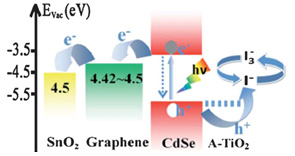 E_Vac(eV)
-3.5
-4.5
-5.5
e⁻
e⁻
e⁻
4.5
4.42~4.5
hν
h⁺
h⁺
I₃⁻
I⁻
SnO₂ Graphene CdSe A-TiO₂